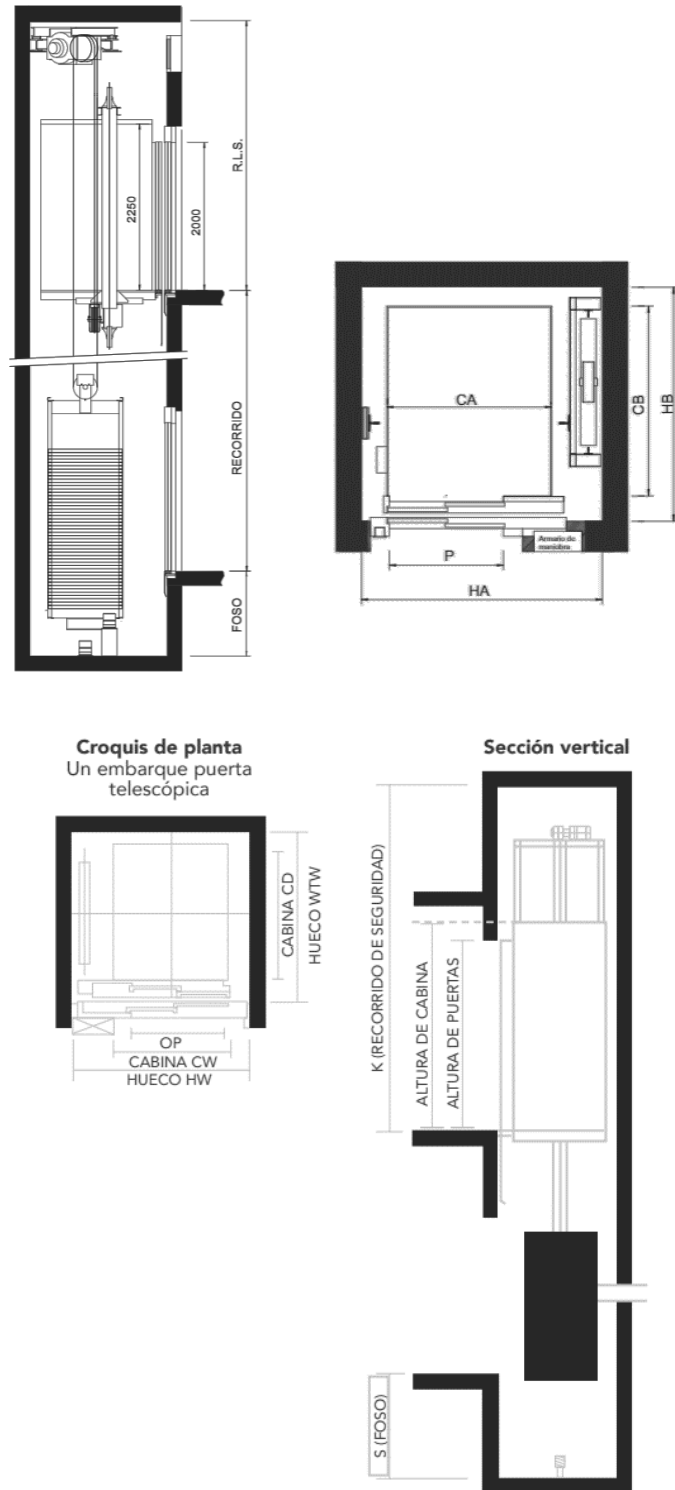 R.L.S.
2250
2000
RECORRIDO
FOSO
CA
CB
HB
Armario de
maniobra
P
HA
Croquis de planta
Un embarque puerta
telescópica
CABINA CD
HUECO WTW
OP
CABINA CW
HUECO HW
Sección vertical
K (RECORRIDO DE SEGURIDAD)
ALTURA DE CABINA
ALTURA DE PUERTAS
S (FOSO)